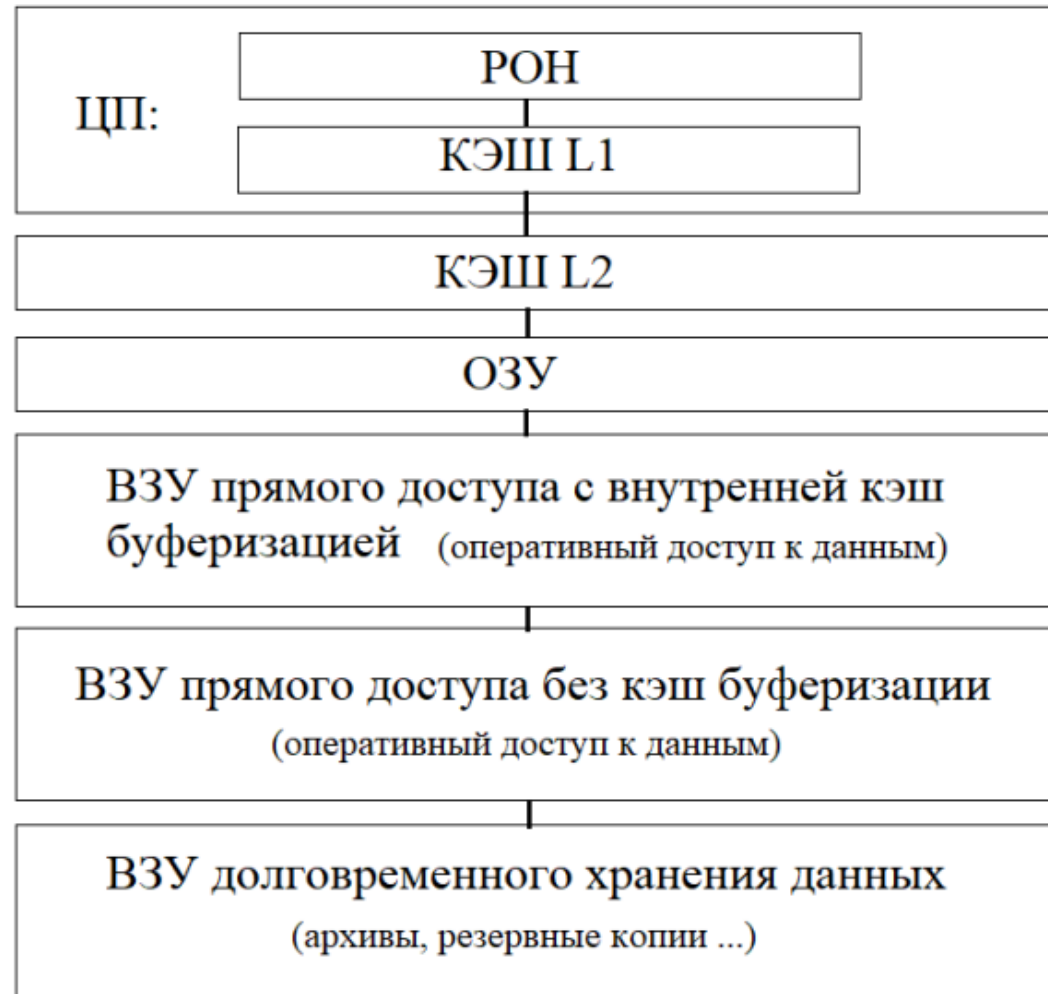 РОН
ЦП:
КЭШ L1
КЭШ L2
ОЗУ
ВЗУ прямого доступа с внутренней кэш
буферизацией (оперативный доступ к данным)
ВЗУ прямого доступа без кэш буферизации
(оперативный доступ к данным)
ВЗУ долговременного хранения данных
(архивы, резервные копии ...)